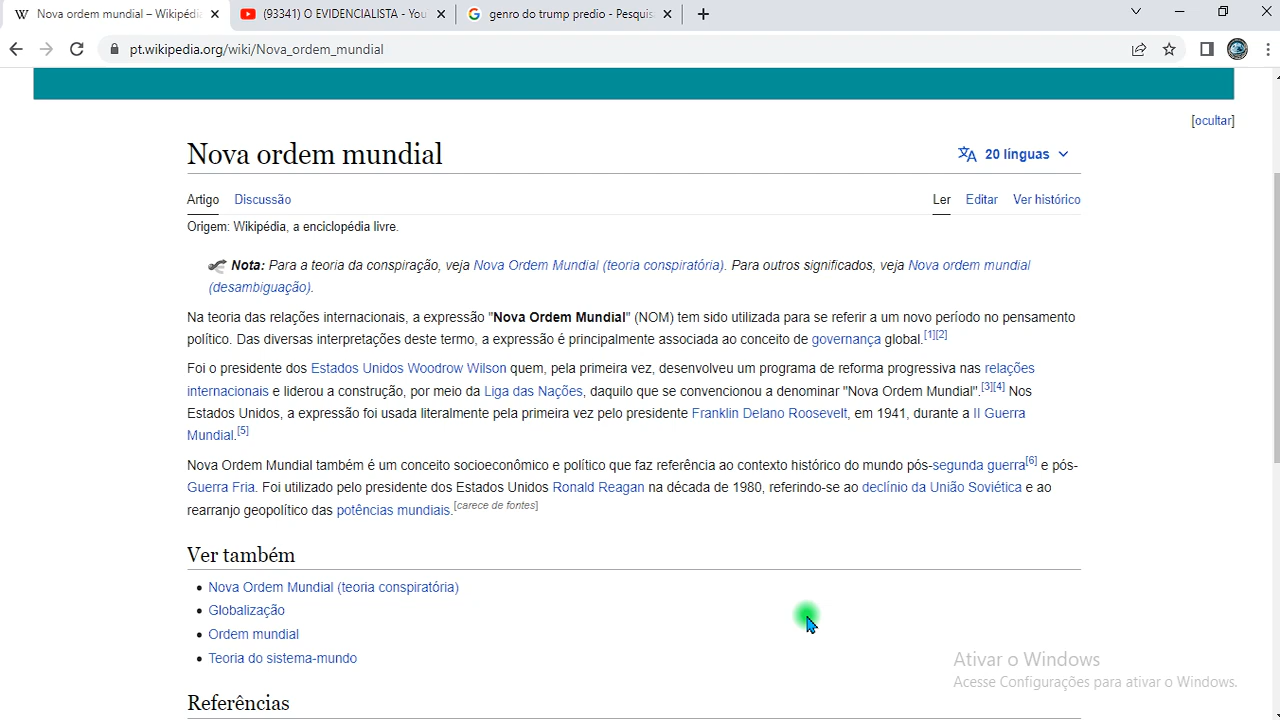 Nova ordem mundial – Wikipédi
(93341) O EVIDENCIALISTA - You
genro do trump predio - Pesquis
pt.wikipedia.org/wiki/Nova_ordem_mundial
[ocultar]
Nova ordem mundial
20 línguas
Artigo Discussão Ler Editar Ver histórico
Origem: Wikipédia, a enciclopédia livre.
Nota: Para a teoria da conspiração, veja Nova Ordem Mundial (teoria conspiratória). Para outros significados, veja Nova ordem mundial
(desambiguação).
Na teoria das relações internacionais, a expressão "Nova Ordem Mundial" (NOM) tem sido utilizada para se referir a um novo período no pensamento
político. Das diversas interpretações deste termo, a expressão é principalmente associada ao conceito de governança global.[1][2]
Foi o presidente dos Estados Unidos Woodrow Wilson quem, pela primeira vez, desenvolveu um programa de reforma progressiva nas relações
internacionais e liderou a construção, por meio da Liga das Nações, daquilo que se convencionou a denominar "Nova Ordem Mundial".[3][4] Nos
Estados Unidos, a expressão foi usada literalmente pela primeira vez pelo presidente Franklin Delano Roosevelt, em 1941, durante a II Guerra
Mundial.[5]
Nova Ordem Mundial também é um conceito socioeconômico e político que faz referência ao contexto histórico do mundo pós-segunda guerra[6] e pós-
Guerra Fria. Foi utilizado pelo presidente dos Estados Unidos Ronald Reagan na década de 1980, referindo-se ao declínio da União Soviética e ao
rearranjo geopolítico das potências mundiais.[carece de fontes]
Ver também
Nova Ordem Mundial (teoria conspiratória)
Globalização
Ordem mundial
Teoria do sistema-mundo
Ativar o Windows
Acesse Configurações para ativar o Windows.
Referências